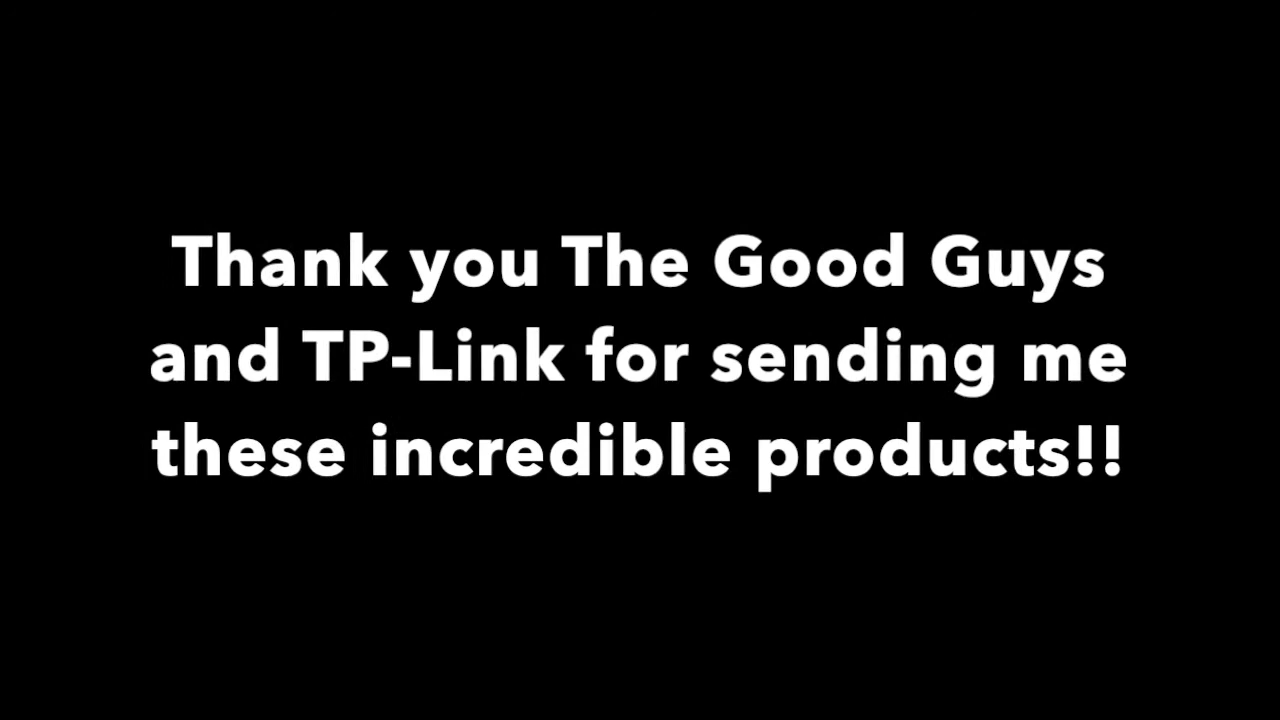 Thank you The Good Guys
and TP-Link for sending me
these incredible products!!